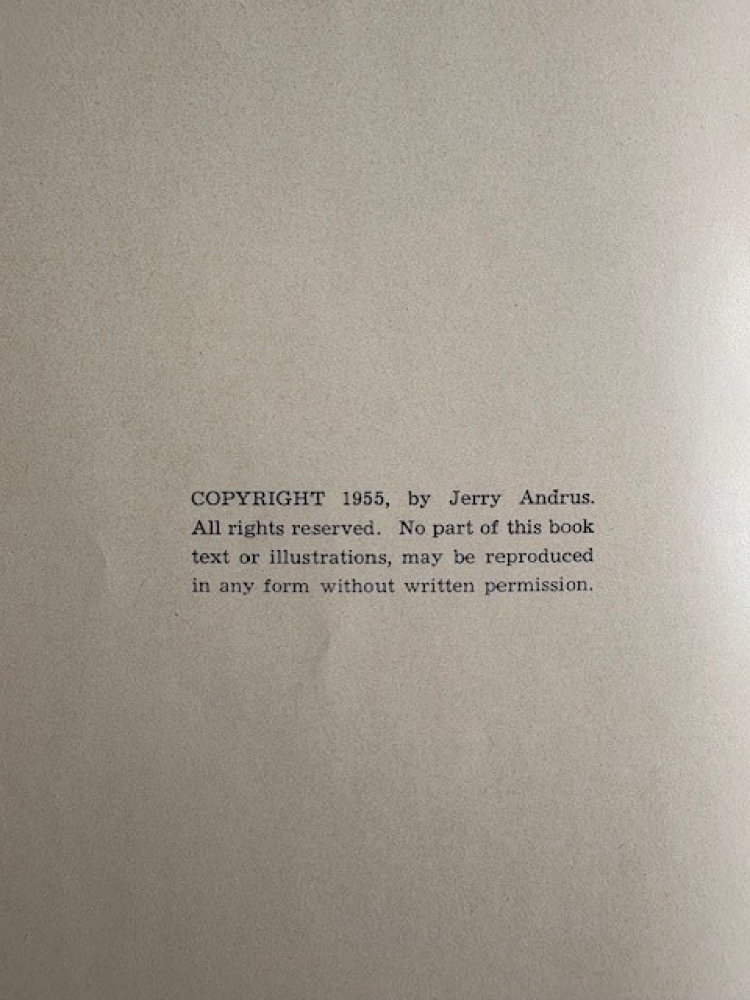 COPYRIGHT 1955, by Jerry Andrus.
All rights reserved. No part of this book
text or illustrations, may be reproduced
in any form without written permission.